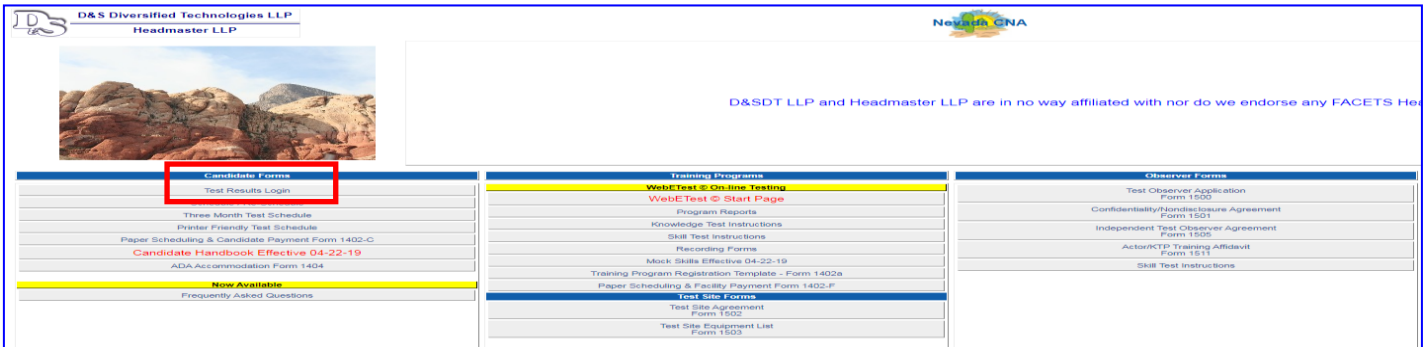 D&S Diversified Technologies LLP
Headmaster LLP
Nevada CNA
D&SDT LLP and Headmaster LLP are in no way affiliated with nor do we endorse any FACETS Hea
Candidate Forms
Test Results Login
Three Month Test Schedule
Printer Friendly Test Schedule
Paper Scheduling & Candidate Payment Form 1402-C
Candidate Handbook Effective 04-22-19
ADA Accommodation Form 1404
Now Available
Frequently Asked Questions
Training Programs
WebETest © On-line Testing
WebETest © Start Page
Program Reports
Knowledge Test Instructions
Skill Test Instructions
Recording Forms
Mock Skills Effective 04-22-19
Training Program Registration Template - Form 1402a
Paper Scheduling & Facility Payment Form 1402-F
Test Site Forms
Test Site Agreement
Form 1502
Test Site Equipment List
Form 1503
Observer Forms
Test Observer Application
Form 1500
Confidentiality/Nondisclosure Agreement
Form 1501
Independent Test Observer Agreement
Form 1505
Actor/KTP Training Affidavit
Form 1511
Skill Test Instructions